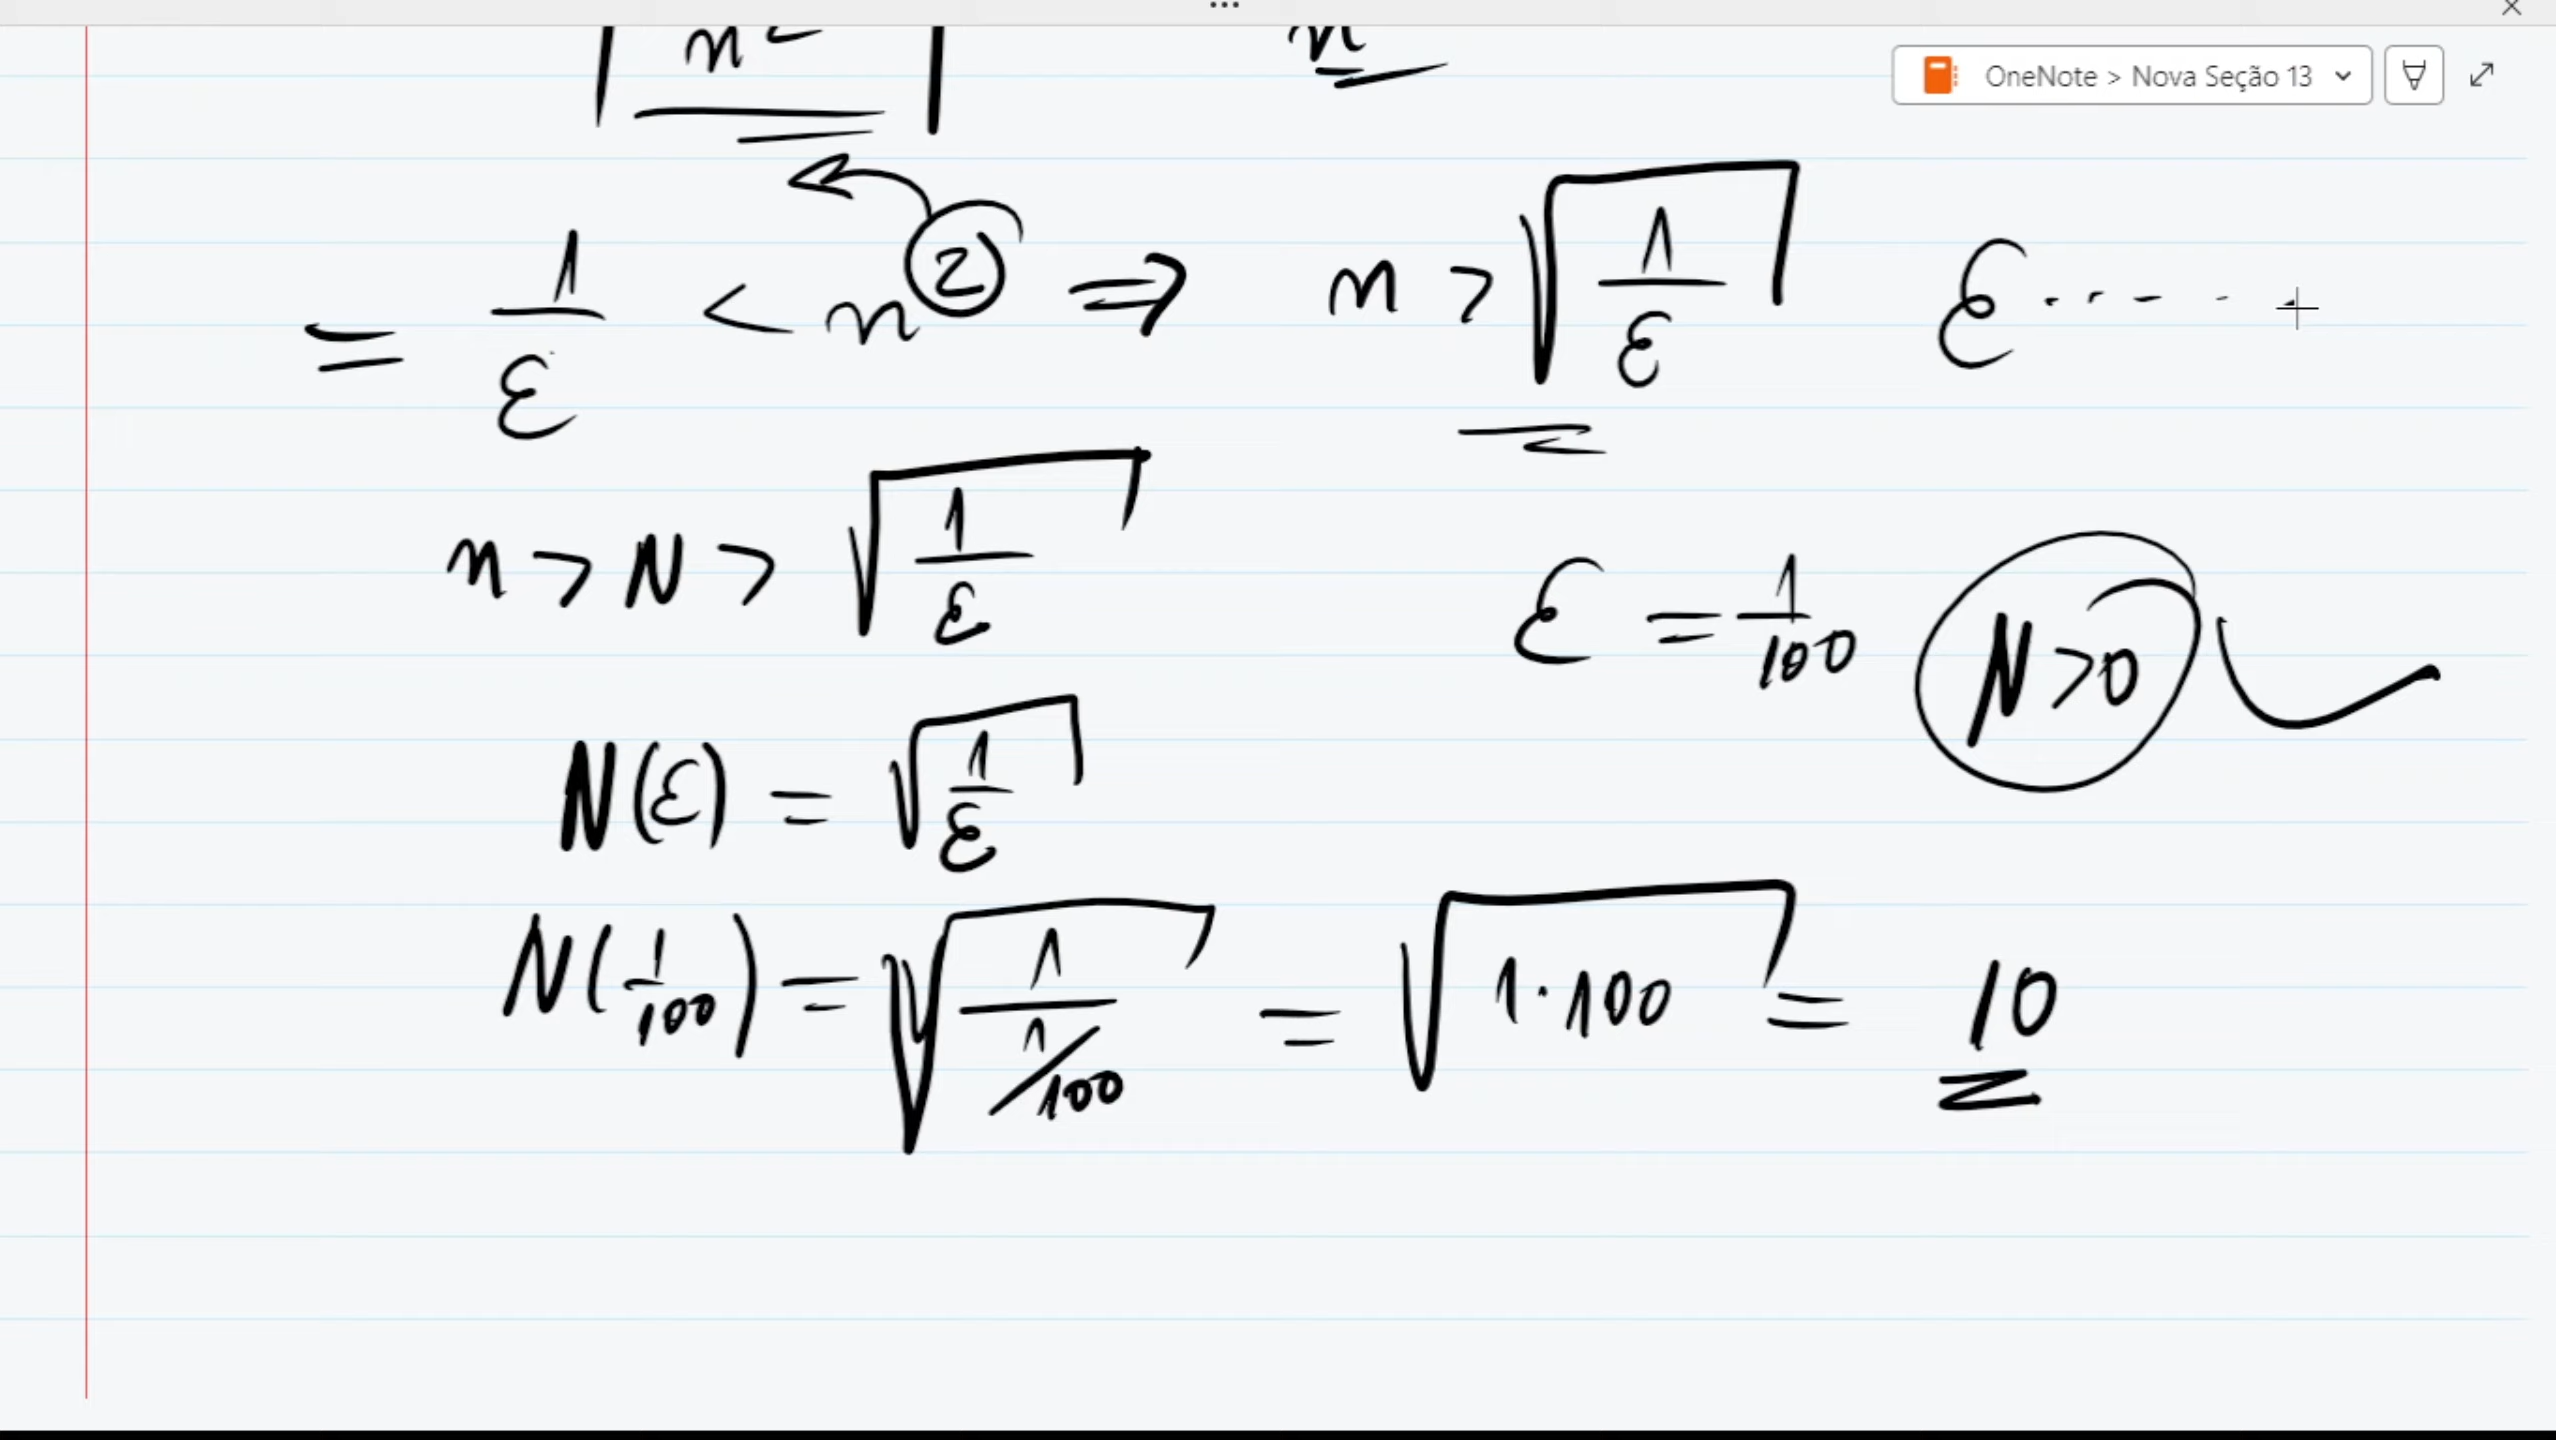 ...
| n² | n
OneNote > Nova Seção 13
= 1/ε < n² ⇒ n > √(1/ε) ε ..-- -
n > N > √(1/ε)
ε = 1/100 N>0
N(ε) = √(1/ε)
N(1/100) = √(1/(1/100)) = √(1·100) = 10